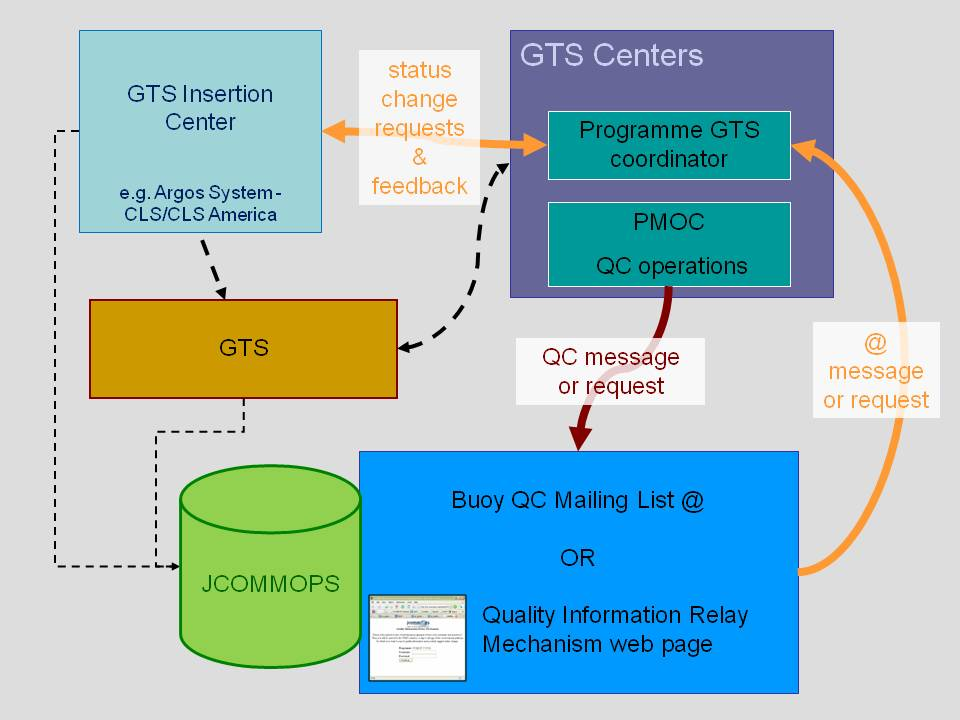 GTS Insertion
Center
e.g. Argos System -
CLS/CLS America
status
change
requests
&
feedback
GTS Centers
Programme GTS
coordinator
PMOC
QC operations
GTS
QC message
or request
@
message
or request
Buoy QC Mailing List @
OR
Quality Information Relay
Mechanism web page
JCOMMOPS